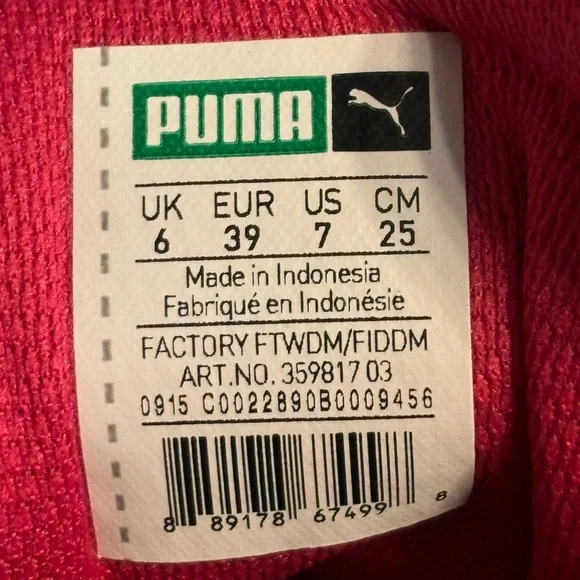 PUMA
UK EUR US CM
6 39 7 25
Made in Indonesia
Fabriqué en Indonésie
FACTORY FTWDM/FIDDM
ART.NO. 359817 03
0915 C0022890B0009456
8 89178 67499 8